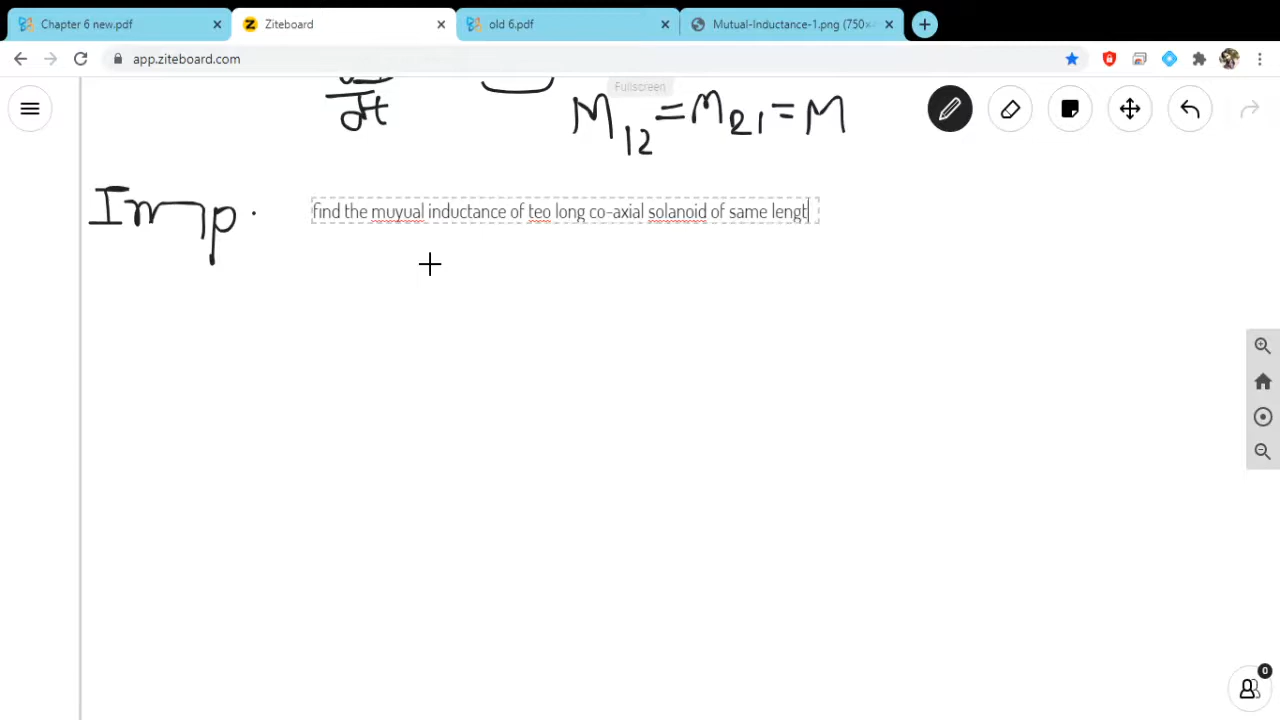 Chapter 6 new.pdf
Ziteboard
old 6.pdf
Mutual-Inductance-1.png (750×
app.ziteboard.com
Fullscreen
dt
M12 = M21 = M
Imp.
find the muyual inductance of teo long co-axial solanoid of same lengt
0